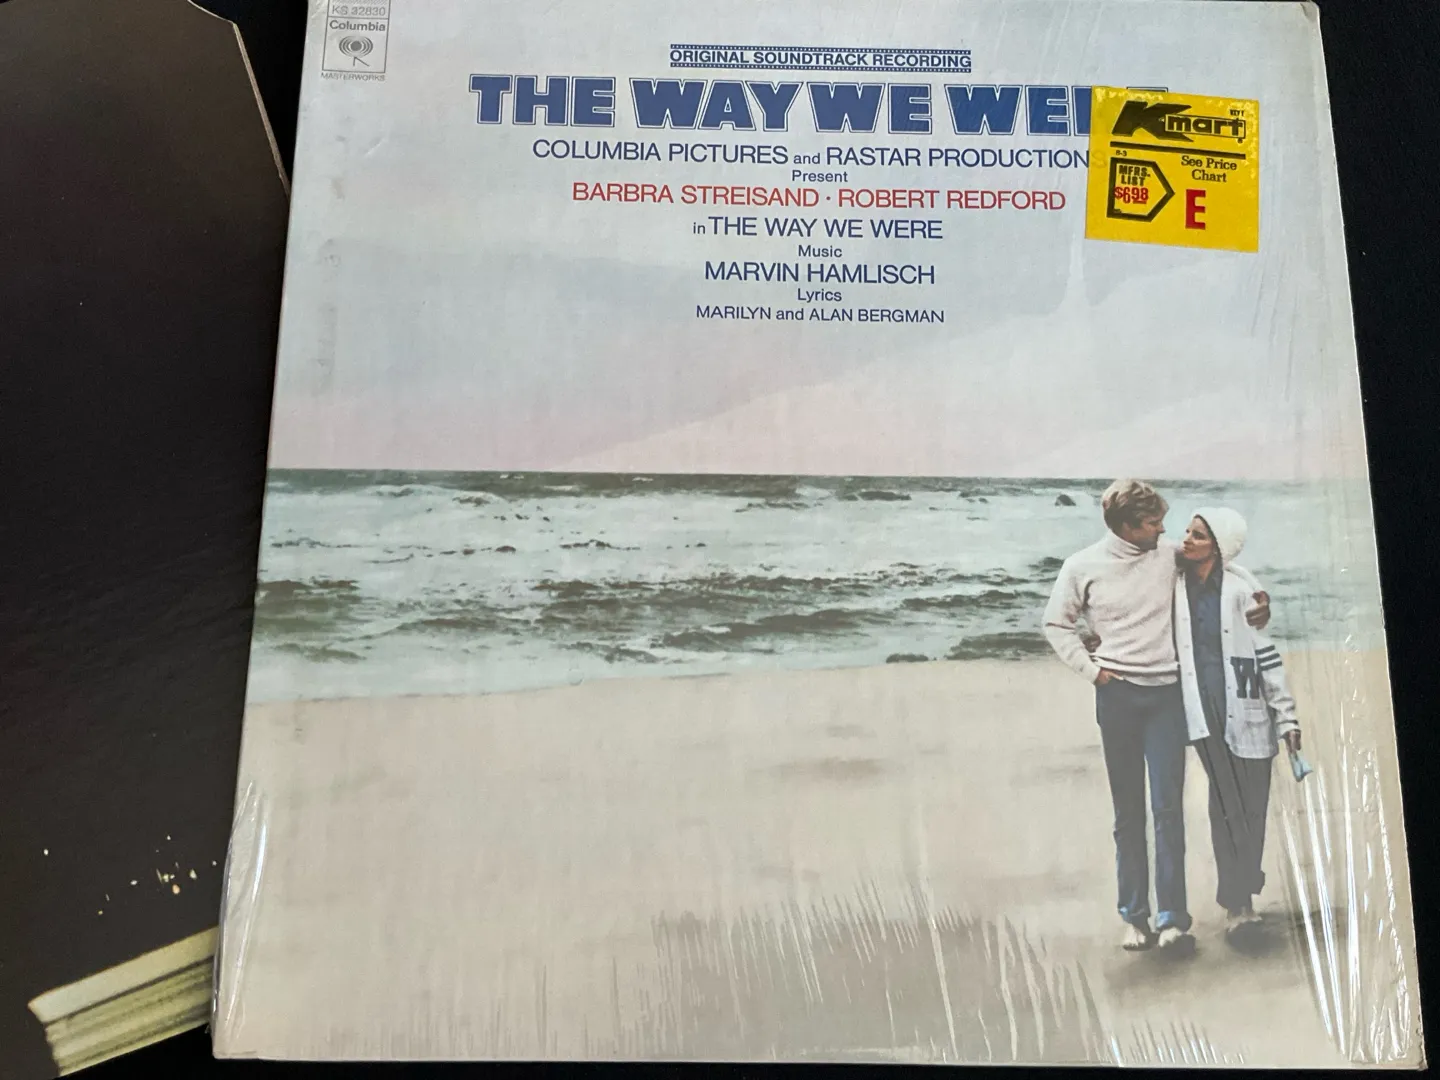 KS 32830
Columbia
MASTERWORKS
ORIGINAL SOUNDTRACK RECORDING
THE WAY WE
COLUMBIA PICTURES and RASTAR PRODUCTION
Present
BARBRA STREISAND · ROBERT REDFORD
in THE WAY WE WERE
Music
MARVIN HAMLISCH
Lyrics
MARILYN and ALAN BERGMAN
K-mart
See Price
Chart
MFRS.
LIST
$6.98
E
W